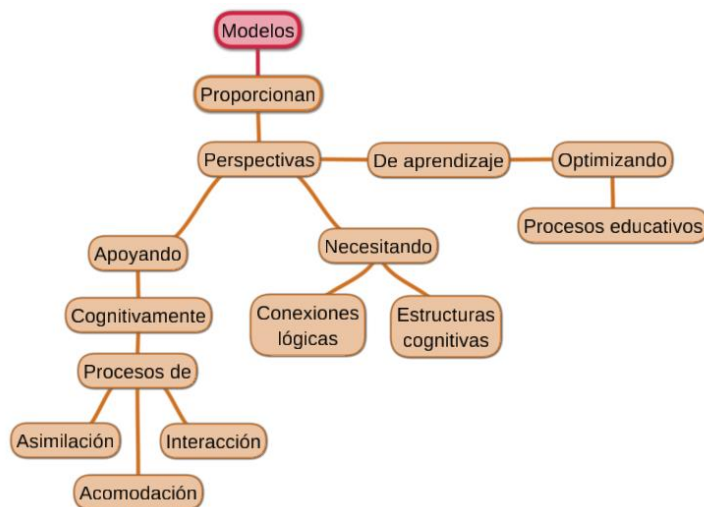 Modelos
Proporcionan
Perspectivas
De aprendizaje
Optimizando
Procesos educativos
Apoyando
Necesitando
Cognitivamente
Conexiones
lógicas
Estructuras
cognitivas
Procesos de
Asimilación
Interacción
Acomodación